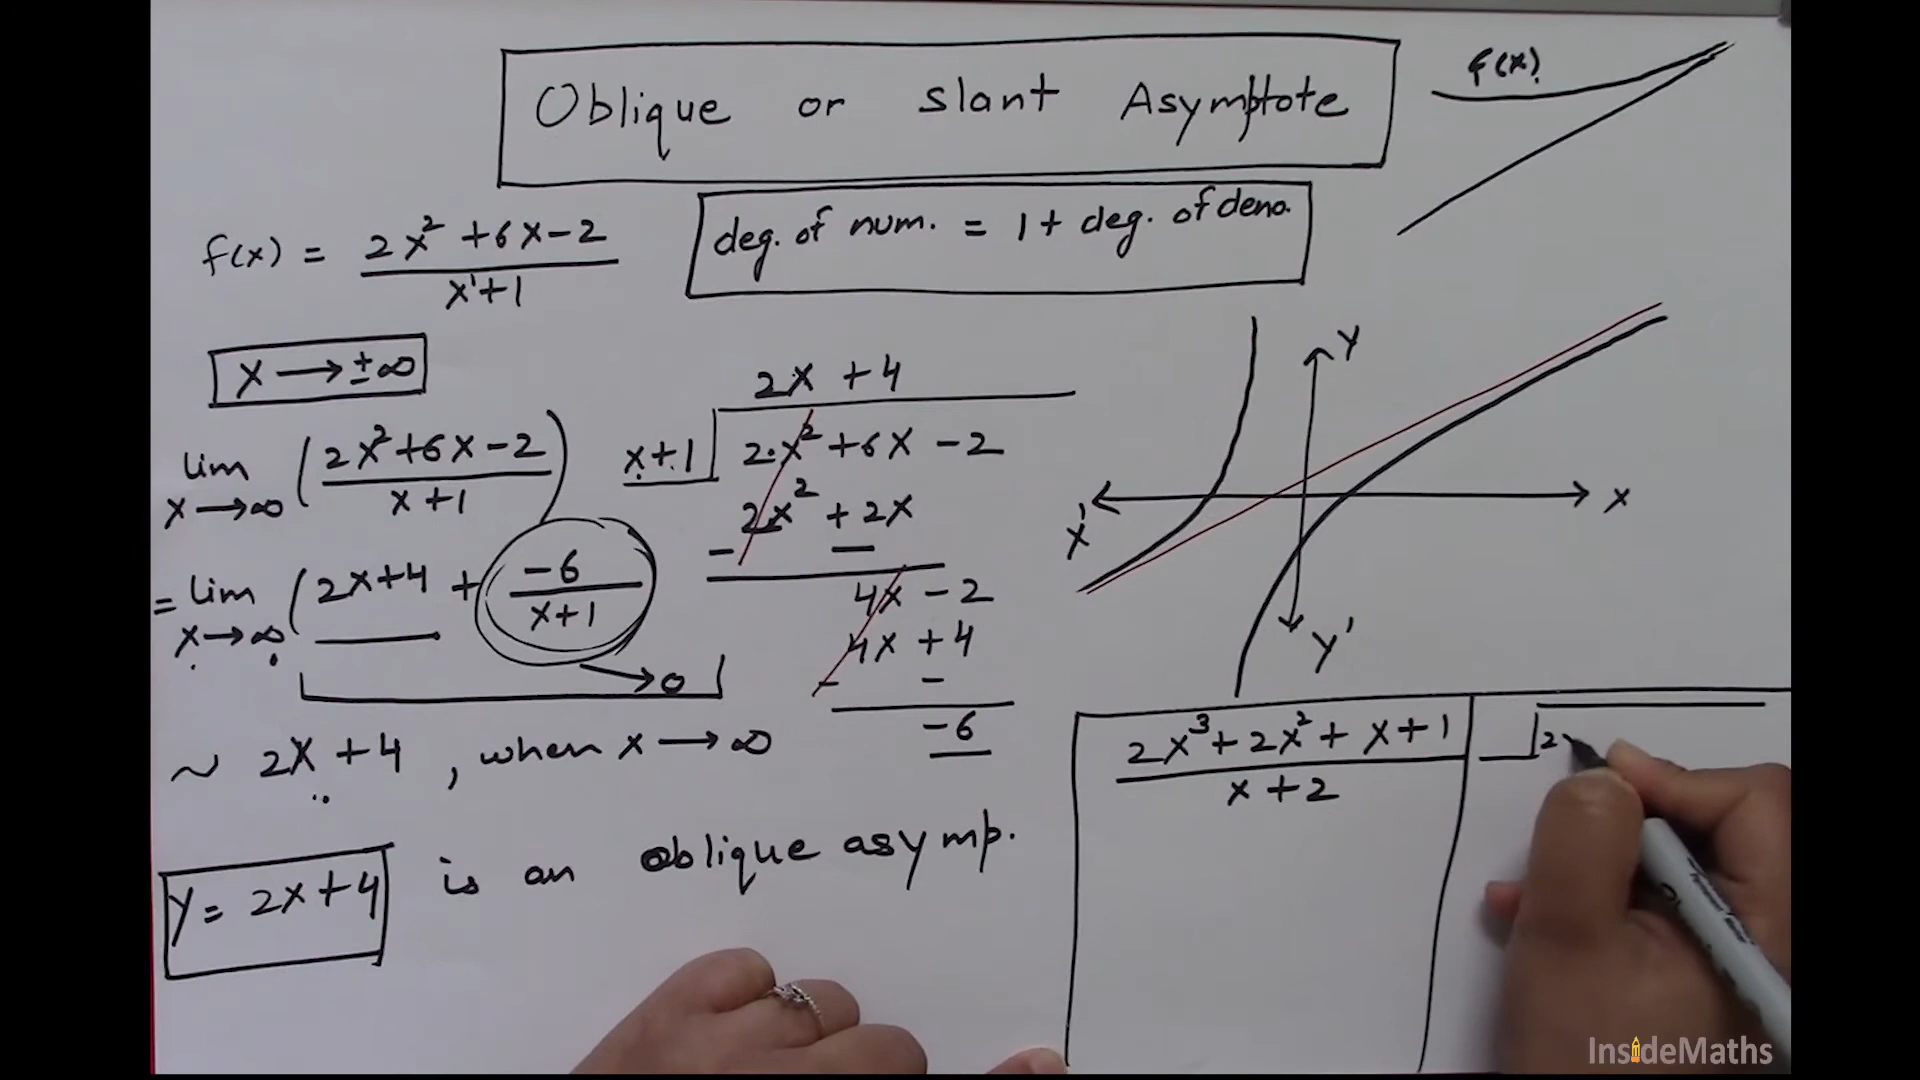 Oblique or slant Asymptote
f(x)
f(x) = (2x² + 6x - 2)/(x¹ + 1)
deg. of num. = 1 + deg. of deno.
x → ± ∞
lim x → ∞ ((2x² + 6x - 2)/(x + 1))
= lim x → ∞ (2x + 4 + (-6)/(x + 1)
→ 0
~ 2x + 4, when x → ∞
y = 2x + 4 is an oblique asymp.
2x + 4
x + 1 2x² + 6x - 2
2x² + 2x
- -
4x - 2
4x + 4
- -
-6
Y
X' X
Y'
(2x³ + 2x² + x + 1)/(x + 2)
2
InsideMaths